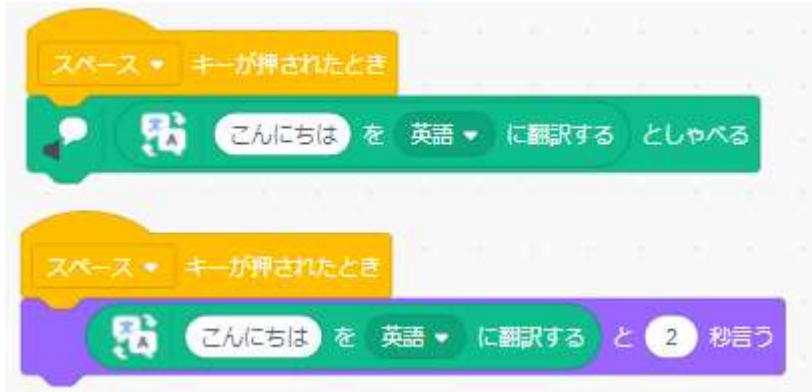 スペース キーが押されたとき
こんにちは を 英語 に翻訳する としゃべる
スペース キーが押されたとき
こんにちは を 英語 に翻訳する と 2 秒言う